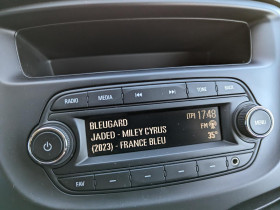 RADIO MEDIA TONE BACK
BLEUGARD [TP] 17:48
JADED - MILEY CYRUS FM
(2023) - FRANCE BLEU 35°
MENU
FAV